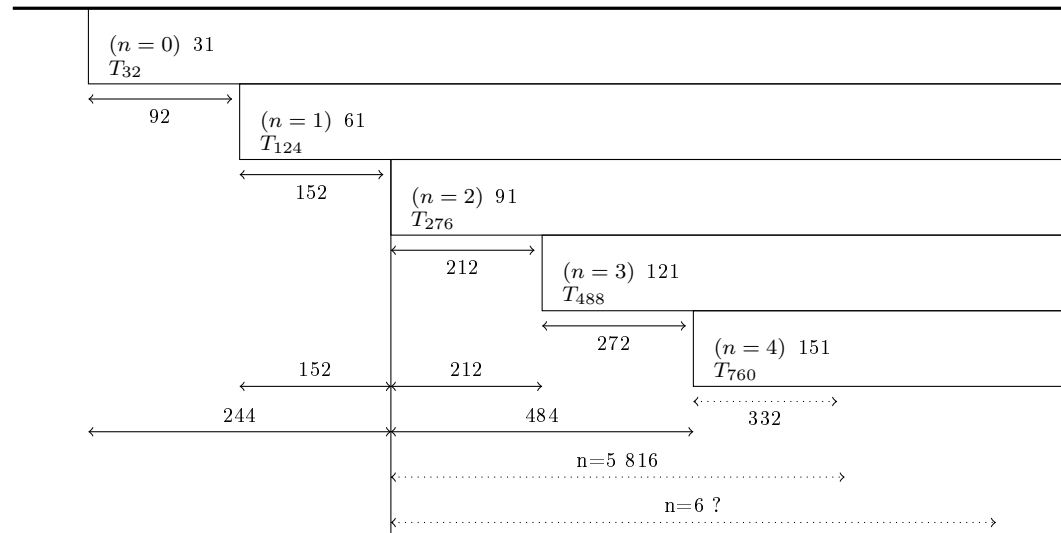 (n = 0) 31
T32
92
(n = 1) 61
T124
152
(n = 2) 91
T276
212
(n = 3) 121
T488
272
(n = 4) 151
T760
152 212
332
244 484
n=5 816
n=6 ?